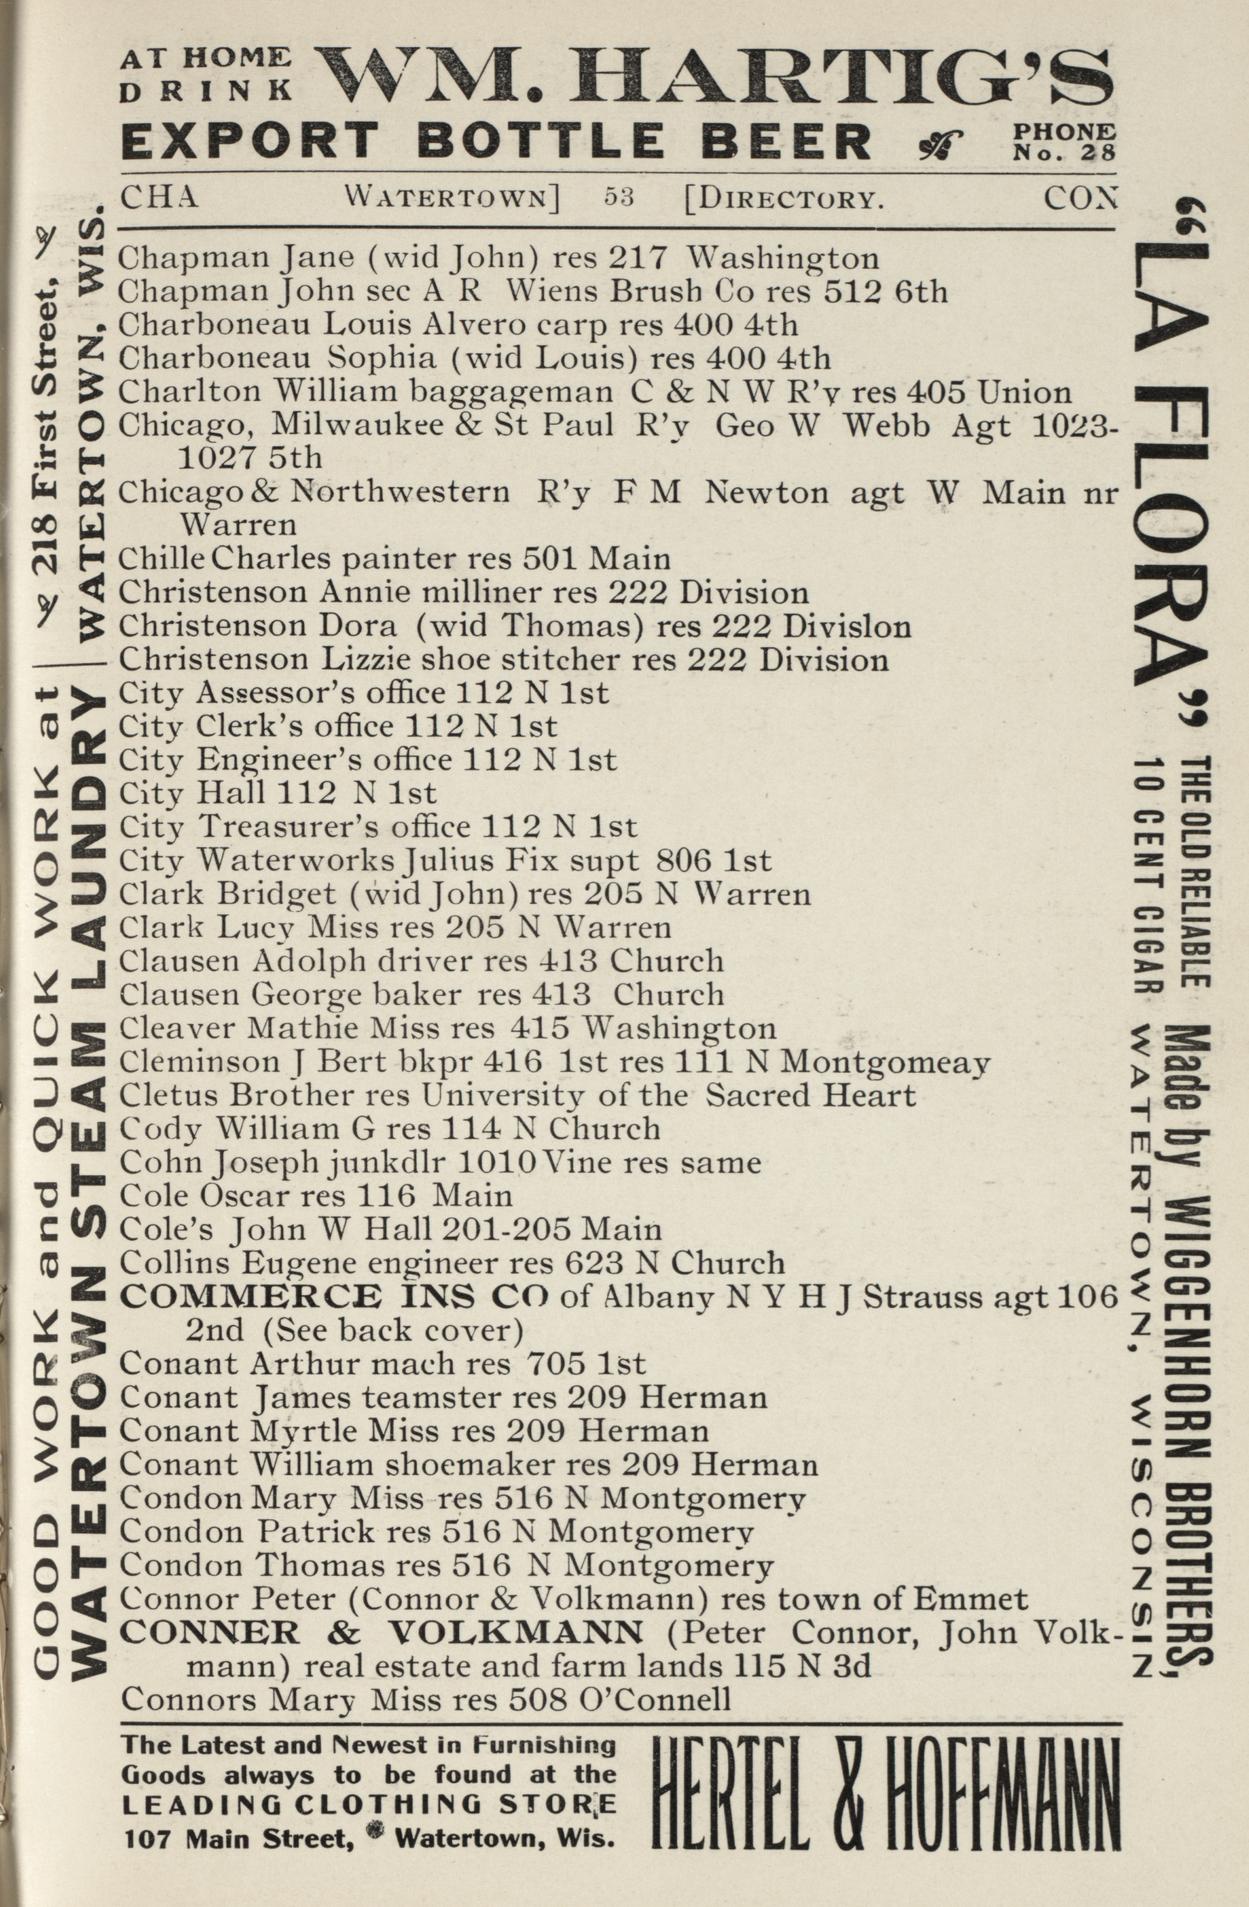 AT HOME
DRINK
WM. HARTIG'S
EXPORT BOTTLE BEER
PHONE
No. 28
CHA WATERTOWN] 53 [DIRECTORY. COX
Chapman Jane (wid John) res 217 Washington
Chapman John sec A R Wiens Brush Co res 512 6th
Charboneau Louis Alvero carp res 400 4th
Charboneau Sophia (wid Louis) res 400 4th
Charlton William baggageman C & N W R'y res 405 Union
Chicago, Milwaukee & St Paul R'y Geo W Webb Agt 1023-
1027 5th
Chicago & Northwestern R'y F M Newton agt W Main nr
Warren
Chille Charles painter res 501 Main
Christenson Annie milliner res 222 Division
Christenson Dora (wid Thomas) res 222 Divislon
Christenson Lizzie shoe stitcher res 222 Division
City Assessor's office 112 N 1st
City Clerk's office 112 N 1st
City Engineer's office 112 N 1st
City Hall 112 N 1st
City Treasurer's office 112 N 1st
City Waterworks Julius Fix supt 806 1st
Clark Bridget (wid John) res 205 N Warren
Clark Lucy Miss res 205 N Warren
Clausen Adolph driver res 413 Church
Clausen George baker res 413 Church
Cleaver Mathie Miss res 415 Washington
Cleminson J Bert bkpr 416 1st res 111 N Montgomeay
Cletus Brother res University of the Sacred Heart
Cody William G res 114 N Church
Cohn Joseph junkdlr 1010 Vine res same
Cole Oscar res 116 Main
Cole's John W Hall 201-205 Main
Collins Eugene engineer res 623 N Church
COMMERCE INS CO of Albany N Y H J Strauss agt 106
2nd (See back cover)
Conant Arthur mach res 705 1st
Conant James teamster res 209 Herman
Conant Myrtle Miss res 209 Herman
Conant William shoemaker res 209 Herman
Condon Mary Miss res 516 N Montgomery
Condon Patrick res 516 N Montgomery
Condon Thomas res 516 N Montgomery
Connor Peter (Connor & Volkmann) res town of Emmet
CONNER & VOLKMANN (Peter Connor, John Volk-
mann) real estate and farm lands 115 N 3d
Connors Mary Miss res 508 O'Connell
The Latest and Newest in Furnishing
Goods always to be found at the
LEADING CLOTHING STORE
107 Main Street, Watertown, Wis.
HERTEL & HOFFMANN
GOOD WORK and QUICK WORK at
WATERTOWN STEAM LAUNDRY
218 First Street,
WATERTOWN, WIS.
"LA FLORA"
THE OLD RELIABLE
10 CENT CIGAR
Made by WIGGENHORN BROTHERS,
WATERTOWN, WISCONSIN